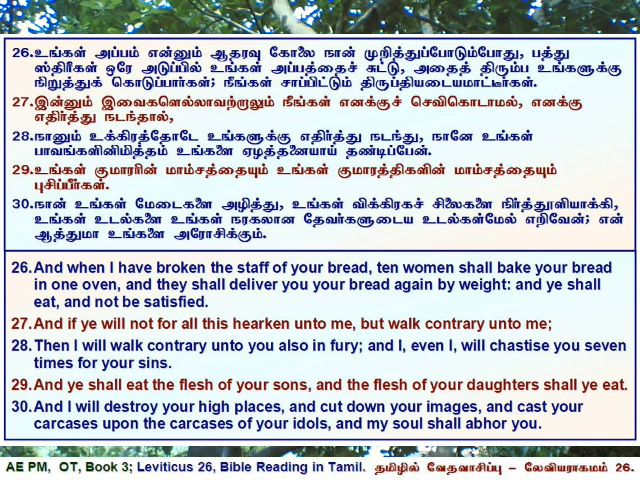 26.உங்கள் அப்பம் என்னும் ஆதரவு கோலை நான் முறித்துப்போடும்போது, பத்து
ஸ்திரீகள் ஒரே அடுப்பில் உங்கள் அப்பத்தைச் சுட்டு, அதைத் திரும்ப உங்களுக்கு
நிறுத்துக் கொடுப்பார்கள்; நீங்கள் சாப்பிட்டும் திருப்தியடையமாட்டீர்கள்.
27.இன்னும் இவைகளெல்லாவற்றாலும் நீங்கள் எனக்குச் செவிகொடாமல், எனக்கு
எதிர்த்து நடந்தால்,
28.நானும் உக்கிரத்தோடே உங்களுக்கு எதிர்த்து நடந்து, நானே உங்கள்
பாவங்களினிமித்தம் உங்களை ஏழத்தனையாய் தண்டிப்பேன்.
29.உங்கள் குமாரரின் மாம்சத்தையும் உங்கள் குமாரத்திகளின் மாம்சத்தையும்
புசிப்பீர்கள்.
30.நான் உங்கள் மேடைகளை அழித்து, உங்கள் விக்கிரகச் சிலைகளை நிர்த்தூளியாக்கி,
உங்கள் உடல்களை உங்கள் நரகலான தேவர்களுடைய உடல்கள்மேல் எறிவேன்; என்
ஆத்துமா உங்களை அரோசிக்கும்.
26.And when I have broken the staff of your bread, ten women shall bake your bread
in one oven, and they shall deliver you your bread again by weight: and ye shall
eat, and not be satisfied.
27.And if ye will not for all this hearken unto me, but walk contrary unto me;
28.Then I will walk contrary unto you also in fury; and I, even I, will chastise you seven
times for your sins.
29.And ye shall eat the flesh of your sons, and the flesh of your daughters shall ye eat.
30.And I will destroy your high places, and cut down your images, and cast your
carcases upon the carcases of your idols, and my soul shall abhor you.
AE PM, OT, Book 3; Leviticus 26, Bible Reading in Tamil. தமிழில் வேதவாசிப்பு – லேவியராகமம் 26.